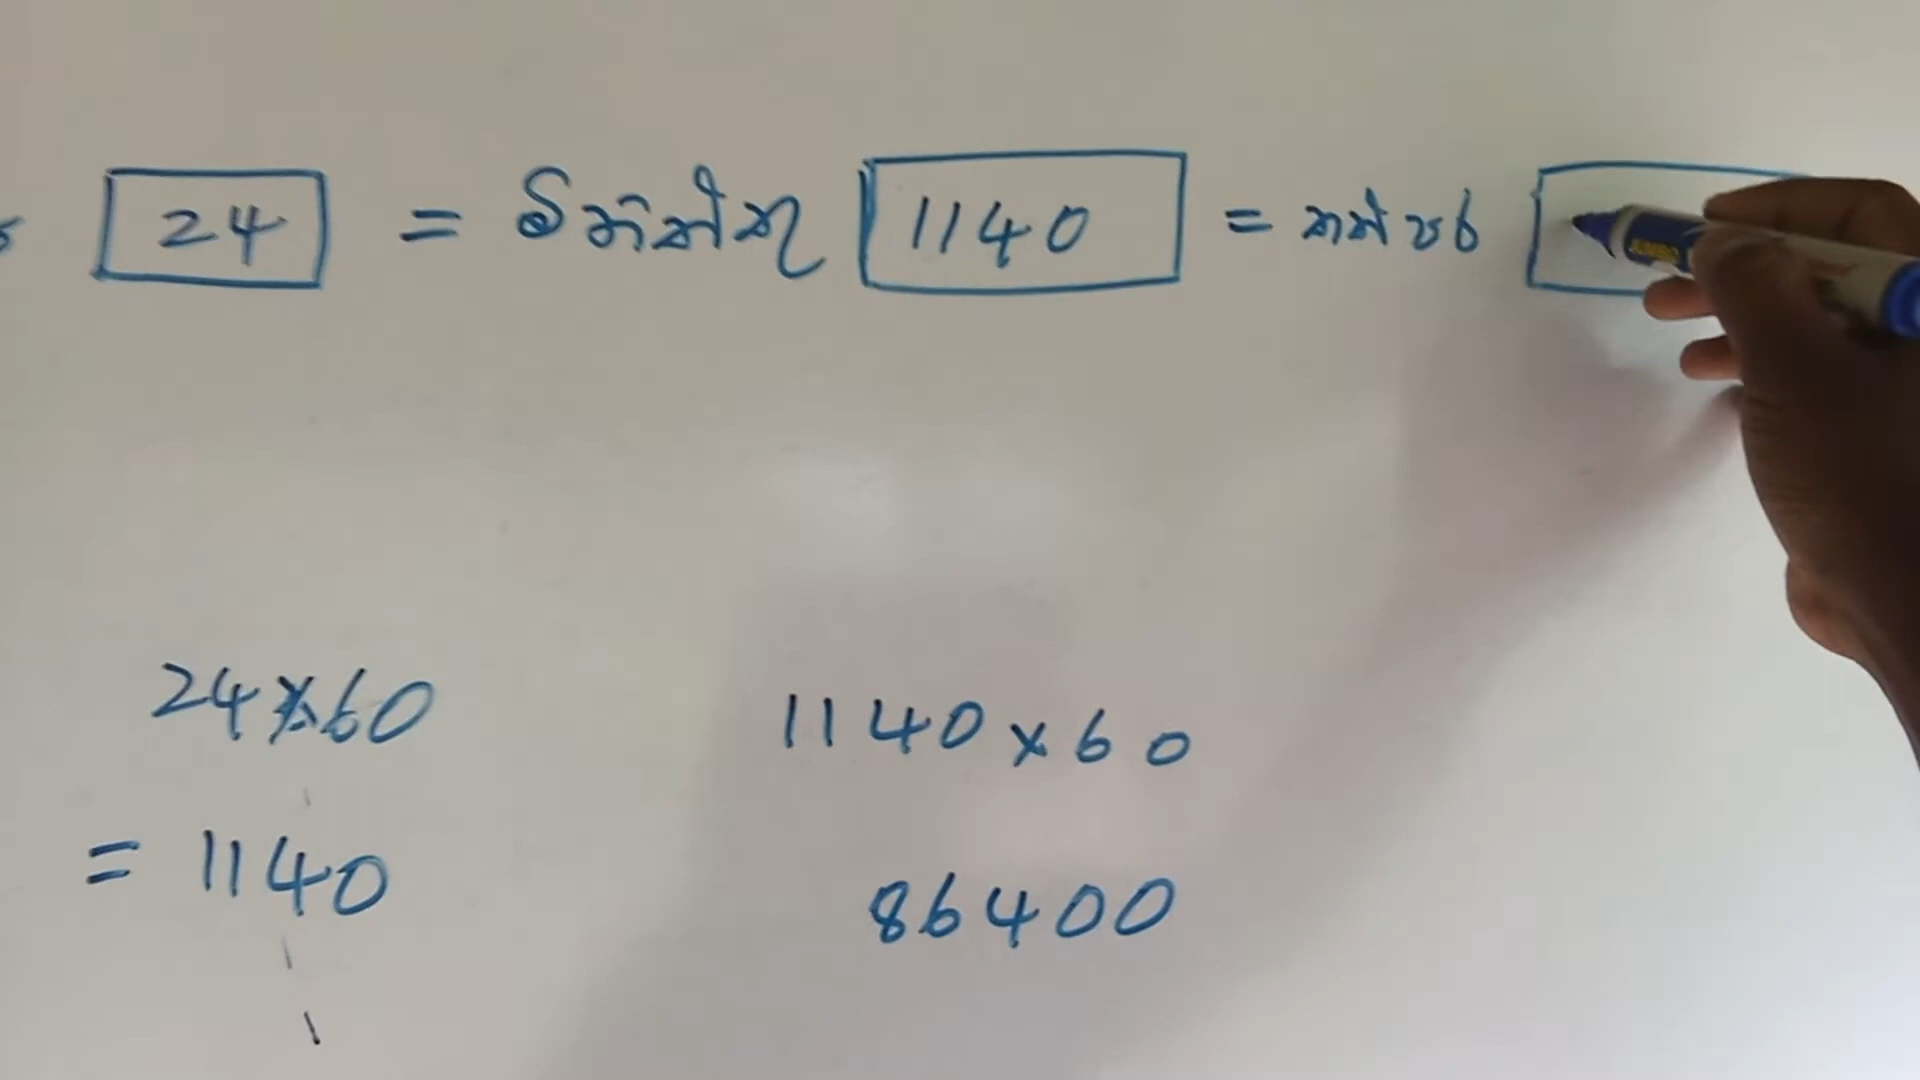 24 = මිනිත්තු 1140 = තත්පර
24×60 1140×60
= 1140 86400